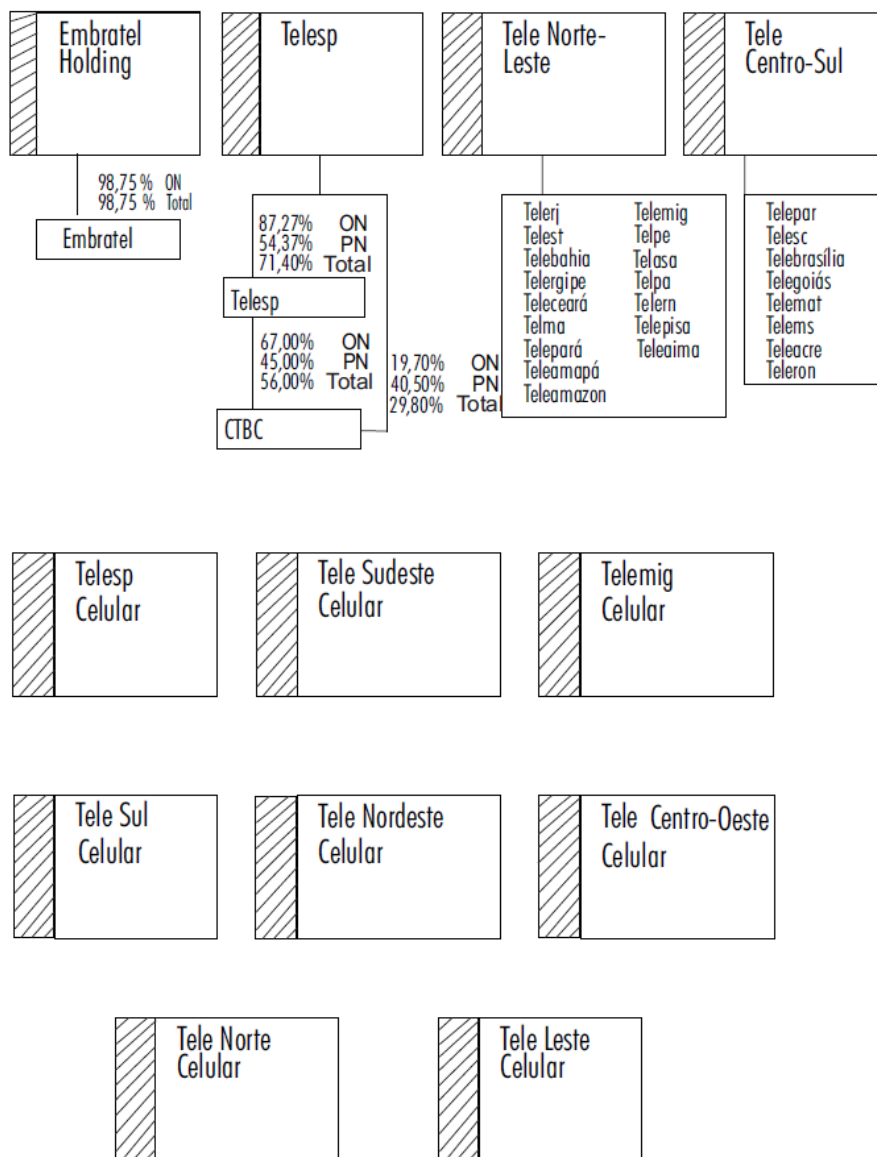 Embratel
Holding
98,75 % ON
98,75 % Total
Embratel
Telesp
87,27% ON
54,37% PN
71,40% Total
Telesp
67,00% ON
45,00% PN
56,00% Total
CTBC
19,70% ON
40,50% PN
29,80% Total
Tele Norte-
Leste
Telerj
Telest
Telebahia
Telergipe
Teleceará
Telma
Telepará
Teleamapá
Teleamazon
Telemig
Telpe
Telasa
Telpa
Telern
Telepisa
Teleaima
Tele
Centro-Sul
Telepar
Telesc
Telebrasília
Telegoiás
Telemat
Telems
Teleacre
Teleron
Telesp
Celular
Tele Sudeste
Celular
Telemig
Celular
Tele Sul
Celular
Tele Nordeste
Celular
Tele Centro-Oeste
Celular
Tele Norte
Celular
Tele Leste
Celular